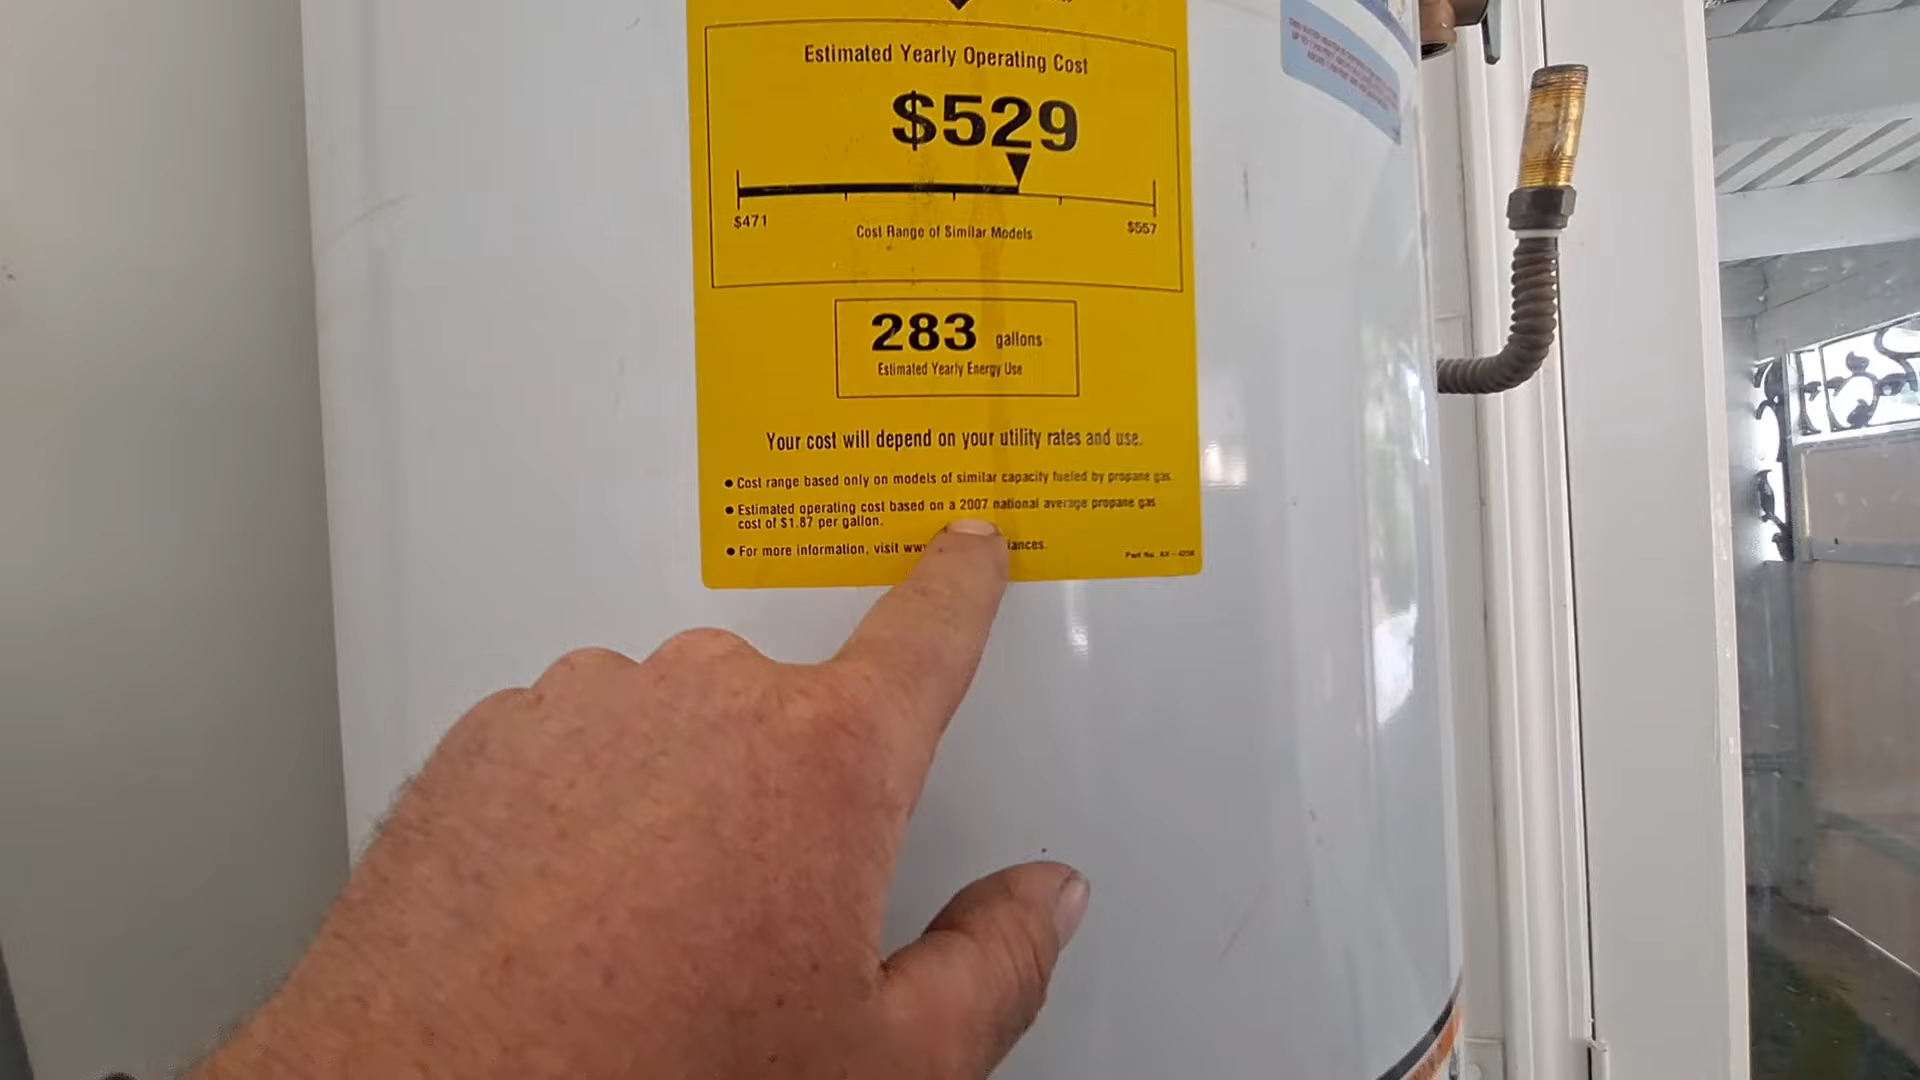 Estimated Yearly Operating Cost
$529
$471
$557
Cost Range of Similar Models
283 gallons
Estimated Yearly Energy Use
Your cost will depend on your utility rates and use.
● Cost range based only on models of similar capacity fueled by propane gas.
● Estimated operating cost based on a 2007 national average propane gas
cost of $1.87 per gallon.
● For more information, visit